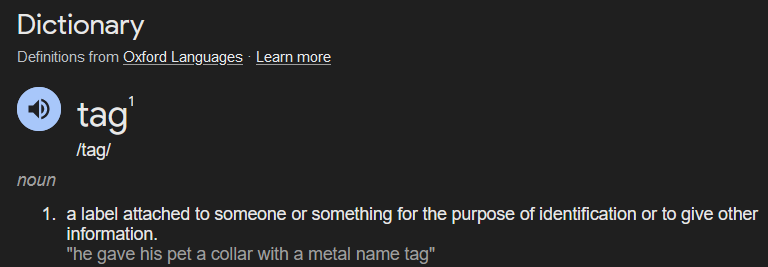 Dictionary
Definitions from Oxford Languages · Learn more
tag¹
/tag/
noun
1. a label attached to someone or something for the purpose of identification or to give other
information.
"he gave his pet a collar with a metal name tag"